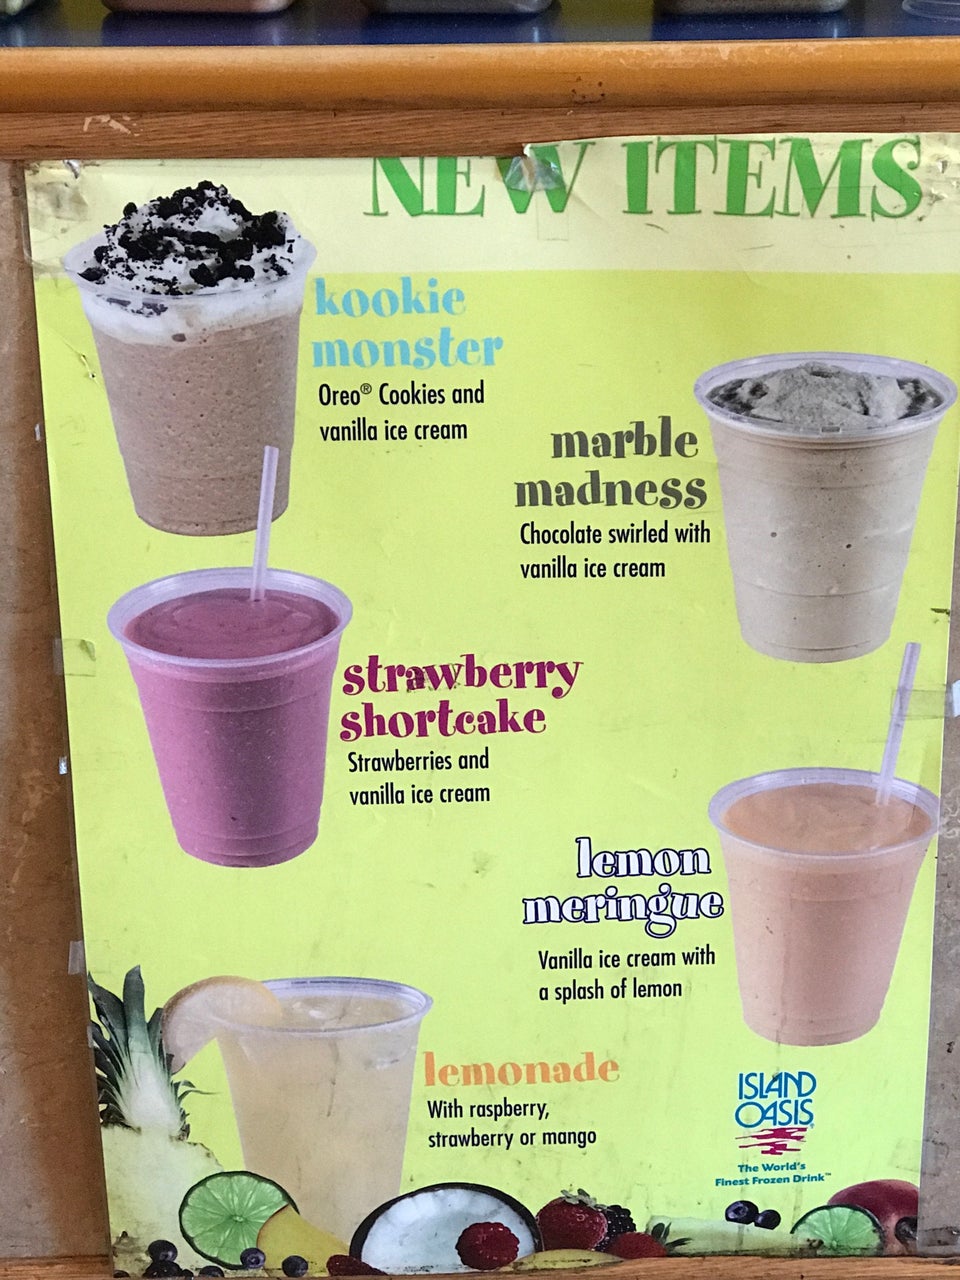 NEW ITEMS
kookie
monster
Oreo® Cookies and
vanilla ice cream
marble
madness
Chocolate swirled with
vanilla ice cream
strawberry
shortcake
Strawberries and
vanilla ice cream
lemon
meringue
Vanilla ice cream with
a splash of lemon
lemonade
With raspberry,
strawberry or mango
ISLAND
OASIS®
The World's
Finest Frozen Drink™